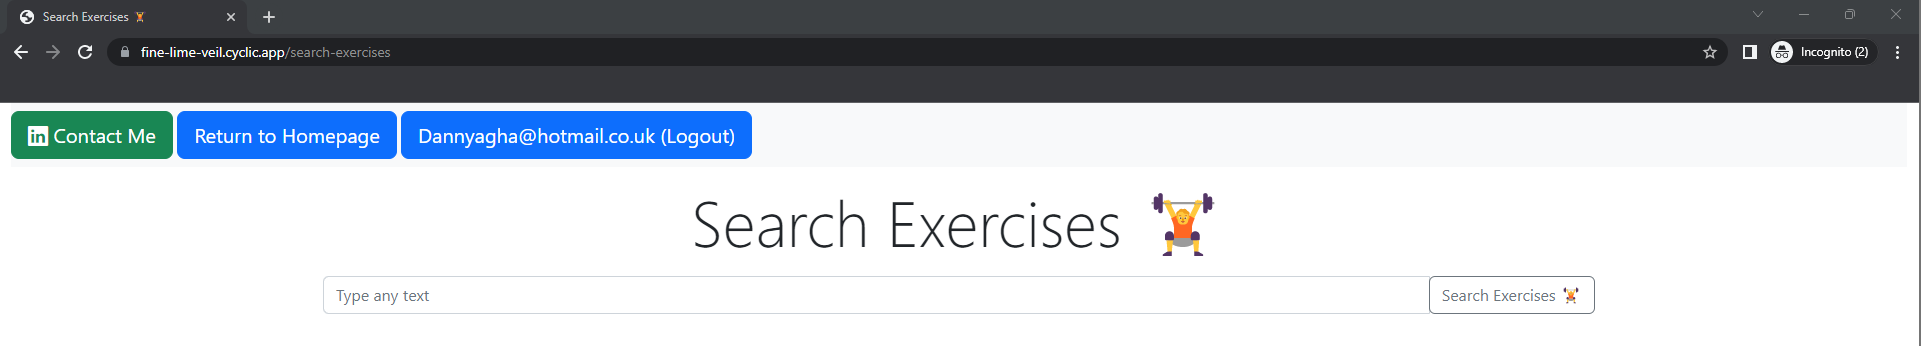 Search Exercises 🏋
fine-lime-veil.cyclic.app/search-exercises
Incognito (2)
in Contact Me
Return to Homepage
Dannyagha@hotmail.co.uk (Logout)
Search Exercises 🏋
Type any text
Search Exercises 🏋